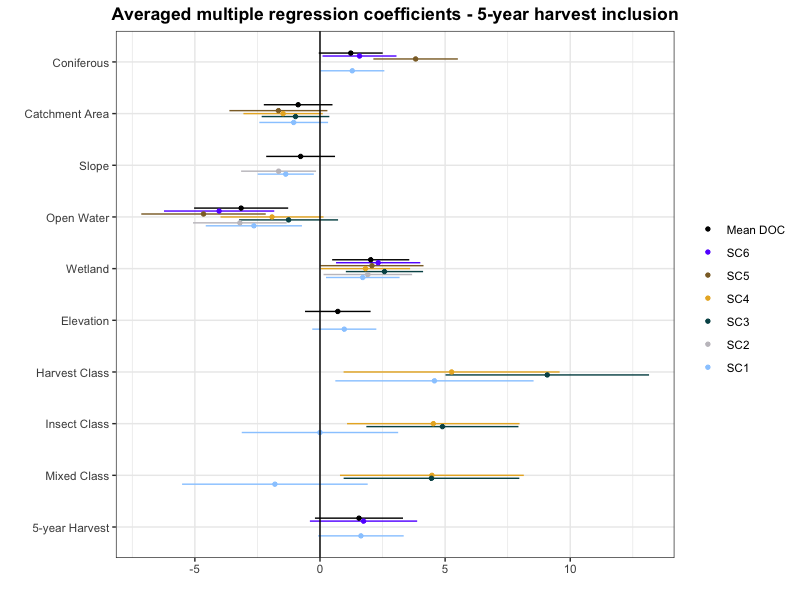 Averaged multiple regression coefficients - 5-year harvest inclusion
Coniferous
Catchment Area
Slope
Open Water
Wetland
Elevation
Harvest Class
Insect Class
Mixed Class
5-year Harvest
-5
0
5
10
Mean DOC
SC6
SC5
SC4
SC3
SC2
SC1